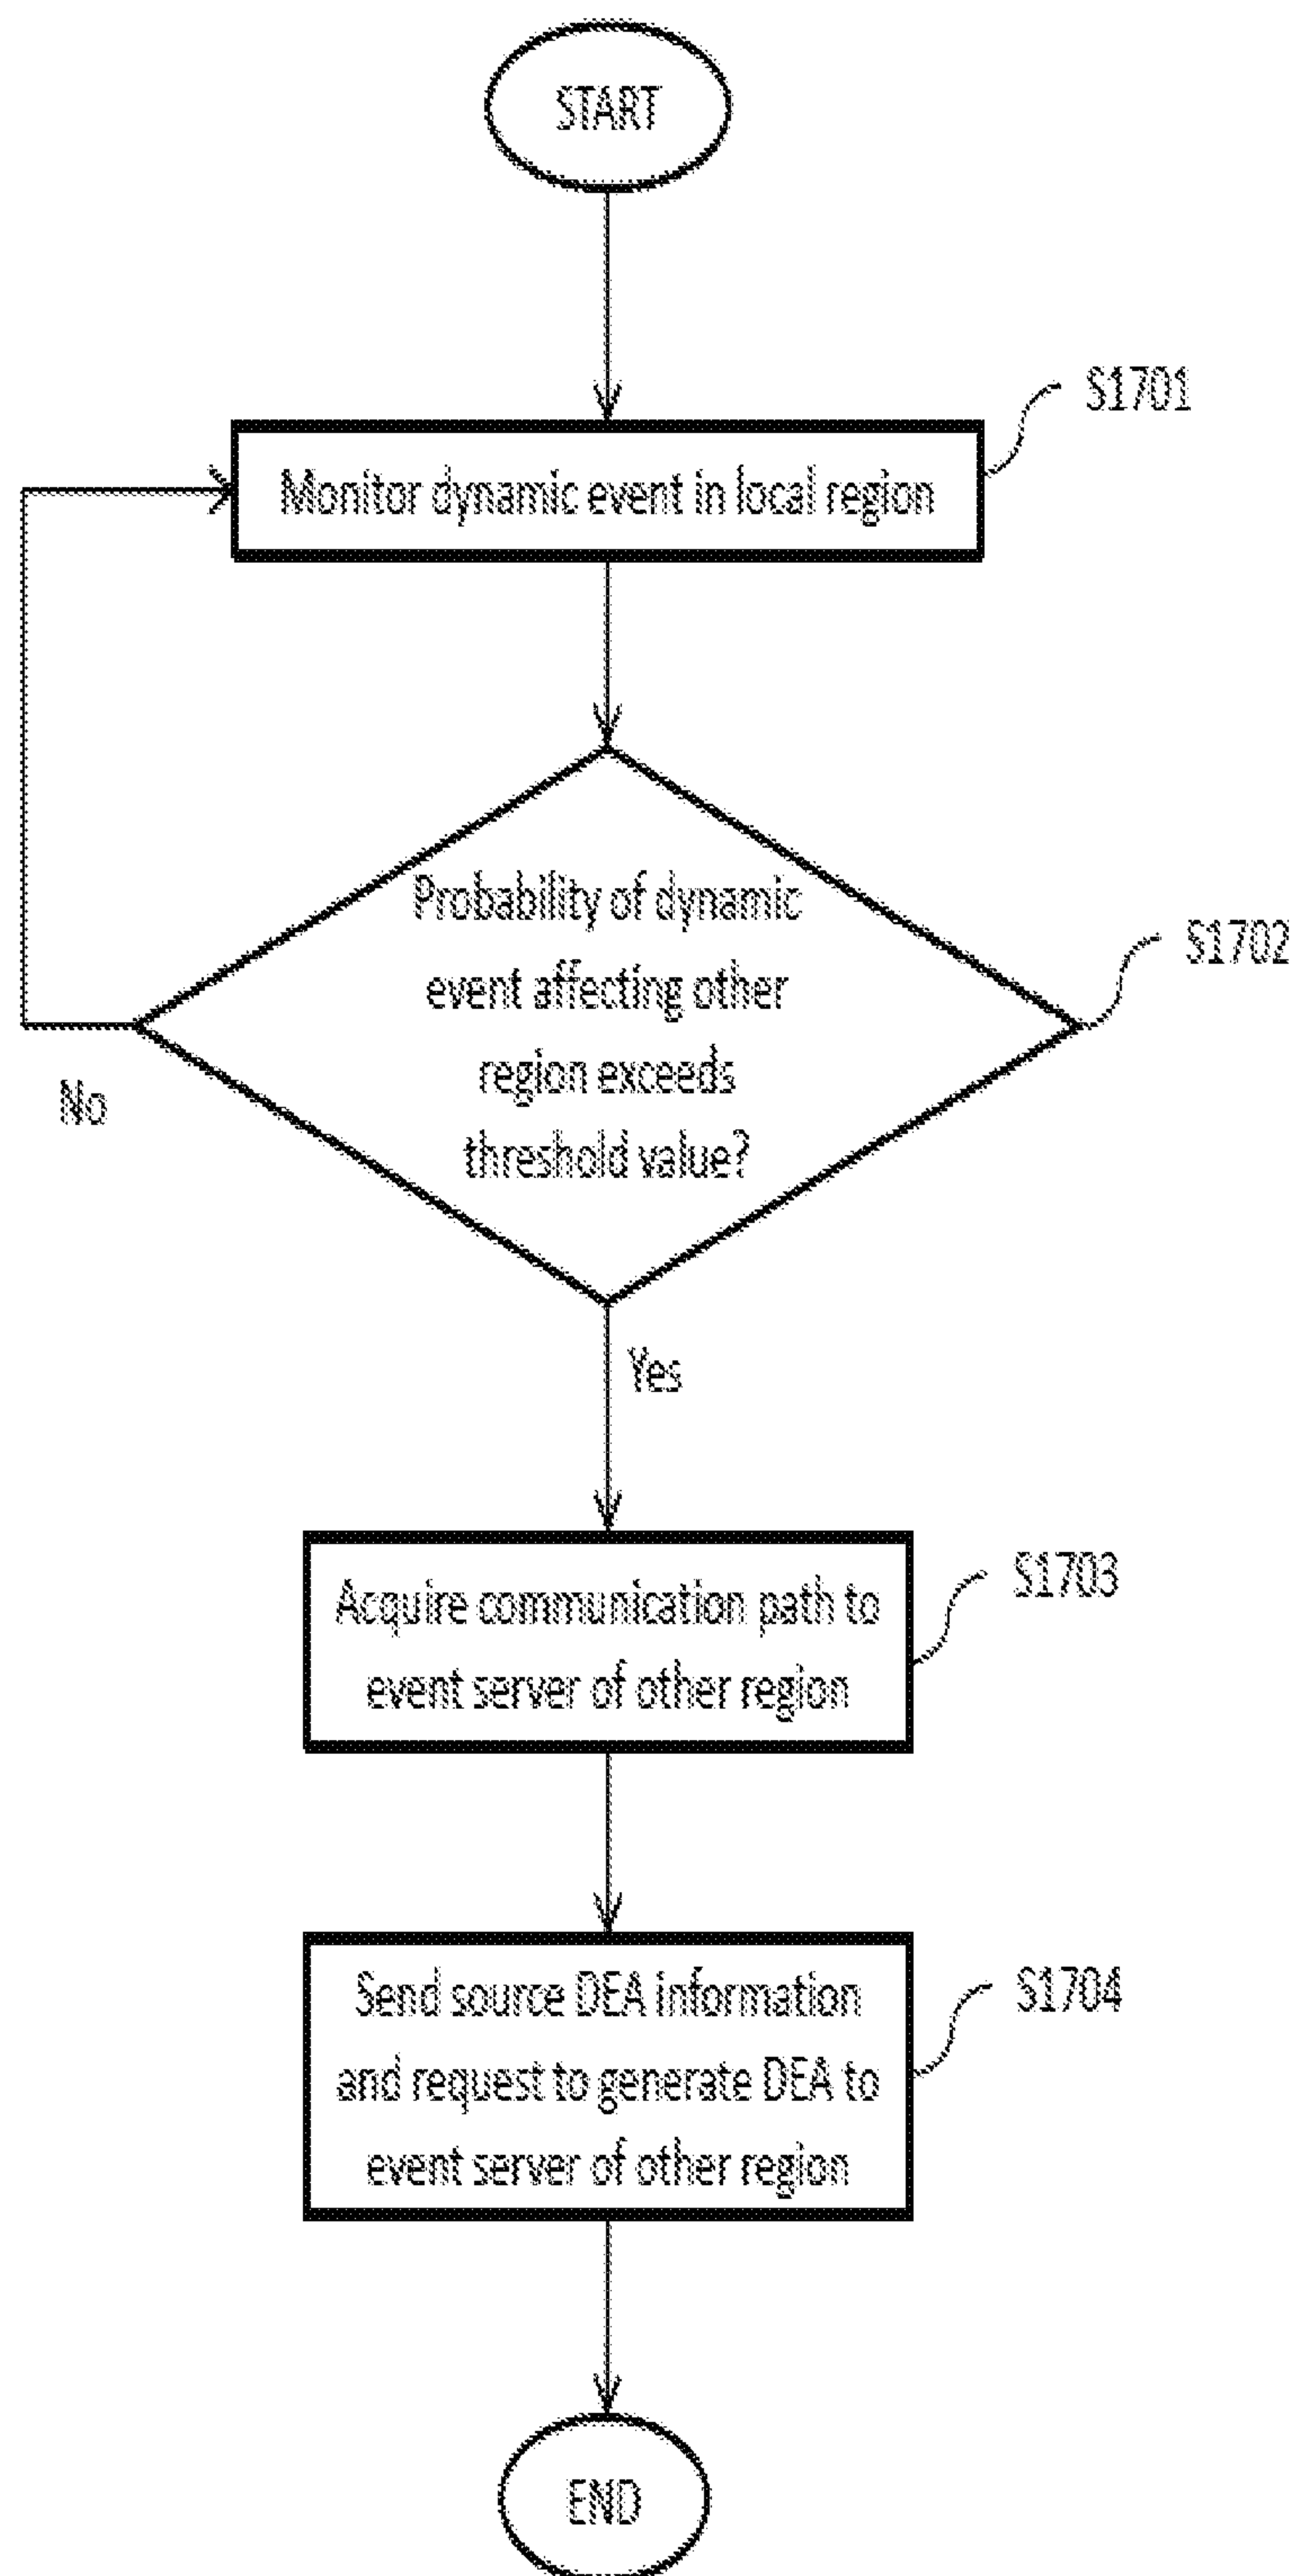 START
S1701
Monitor dynamic event in local region
Probability of dynamic
event affecting other
region exceeds
threshold value?
S1702
No
Yes
Acquire communication path to
event server of other region
S1703
Send source DEA information
and request to generate DEA to
event server of other region
S1704
END